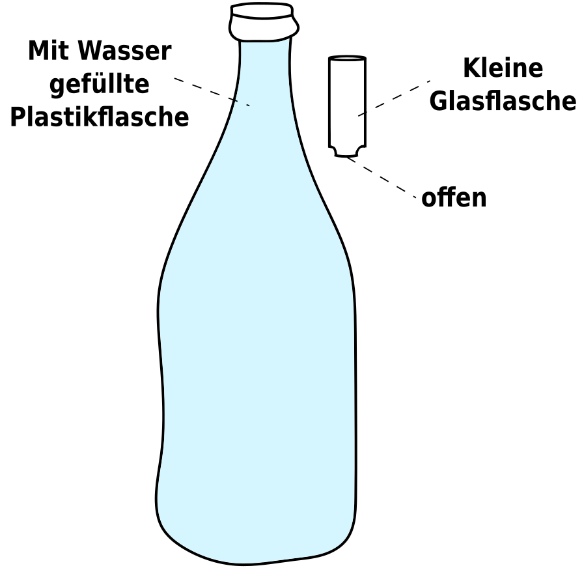 Mit Wasser
gefüllte
Plastikflasche
Kleine
Glasflasche
offen